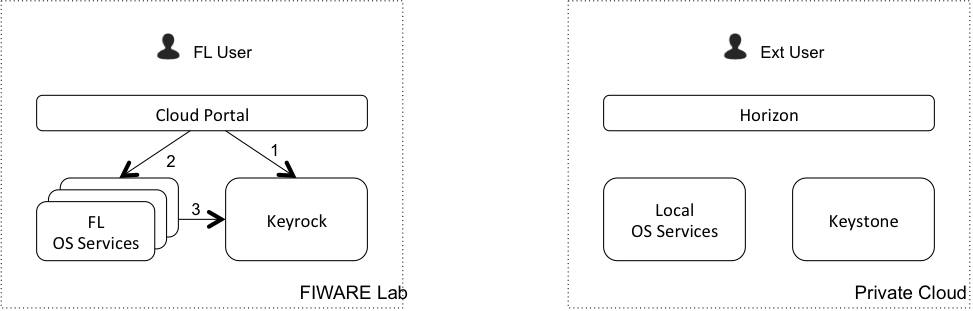 FL User
Cloud Portal
1
2
3
FL
OS Services
Keyrock
FIWARE Lab
Ext User
Horizon
Local
OS Services
Keystone
Private Cloud